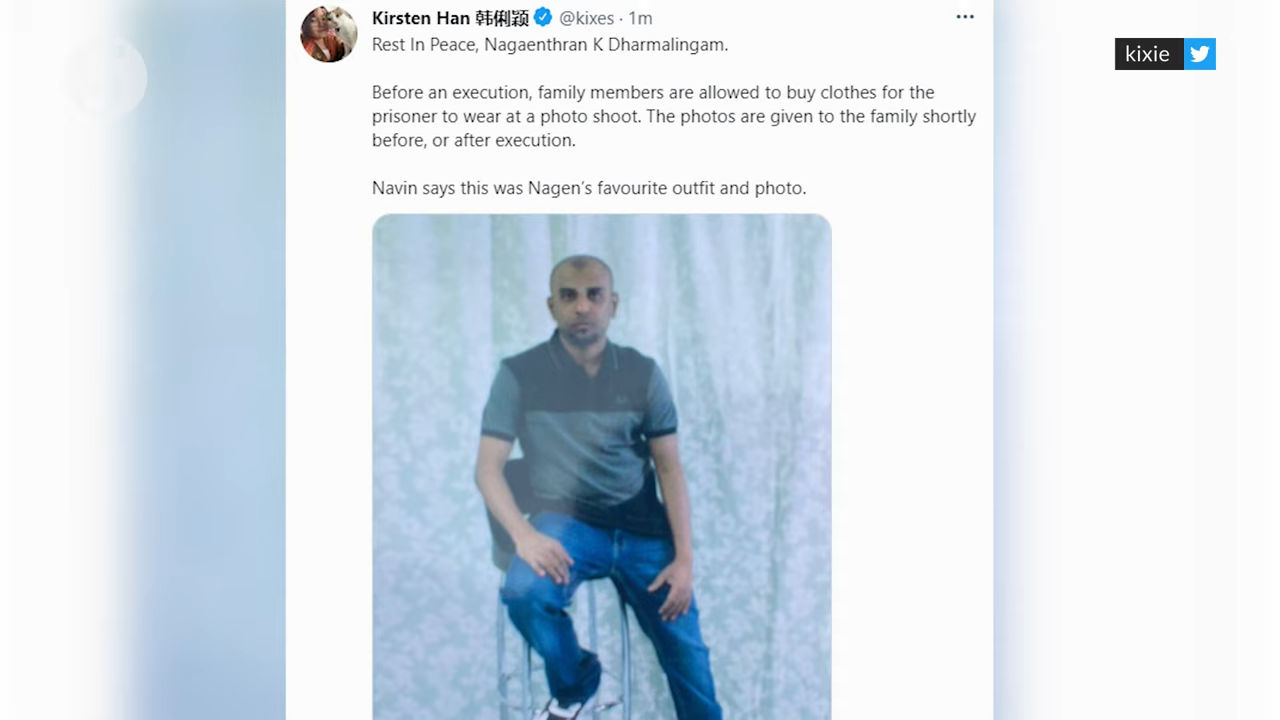 Kirsten Han 韩俐颖 @kixes · 1m
Rest In Peace, Nagaenthran K Dharmalingam.
Before an execution, family members are allowed to buy clothes for the
prisoner to wear at a photo shoot. The photos are given to the family shortly
before, or after execution.
Navin says this was Nagen's favourite outfit and photo.
kixie